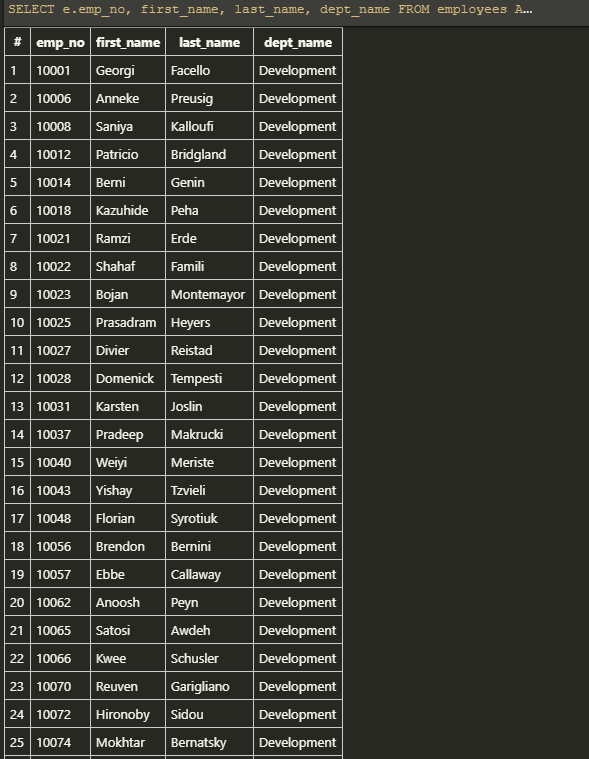 SELECT e.emp_no, first_name, last_name, dept_name FROM employees A…
# emp_no first_name last_name dept_name
1 10001 Georgi Facello Development
2 10006 Anneke Preusig Development
3 10008 Saniya Kalloufi Development
4 10012 Patricio Bridgland Development
5 10014 Berni Genin Development
6 10018 Kazuhide Peha Development
7 10021 Ramzi Erde Development
8 10022 Shahaf Famili Development
9 10023 Bojan Montemayor Development
10 10025 Prasadram Heyers Development
11 10027 Divier Reistad Development
12 10028 Domenick Tempesti Development
13 10031 Karsten Joslin Development
14 10037 Pradeep Makrucki Development
15 10040 Weiyi Meriste Development
16 10043 Yishay Tzvieli Development
17 10048 Florian Syrotiuk Development
18 10056 Brendon Bernini Development
19 10057 Ebbe Callaway Development
20 10062 Anoosh Peyn Development
21 10065 Satosi Awdeh Development
22 10066 Kwee Schusler Development
23 10070 Reuven Garigliano Development
24 10072 Hironoby Sidou Development
25 10074 Mokhtar Bernatsky Development